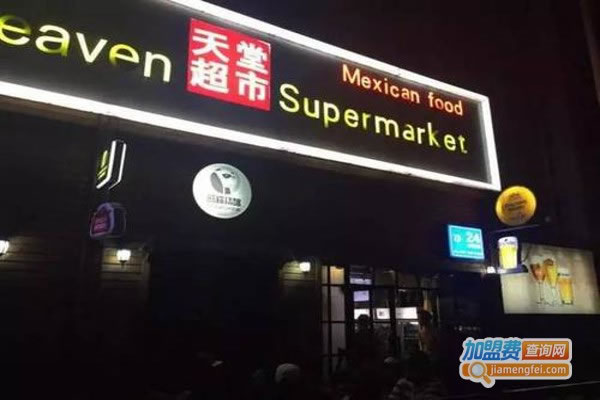 eaven
天堂
超市
Mexican food
Supermarket
24
加盟费查询网
jiamengfei.com